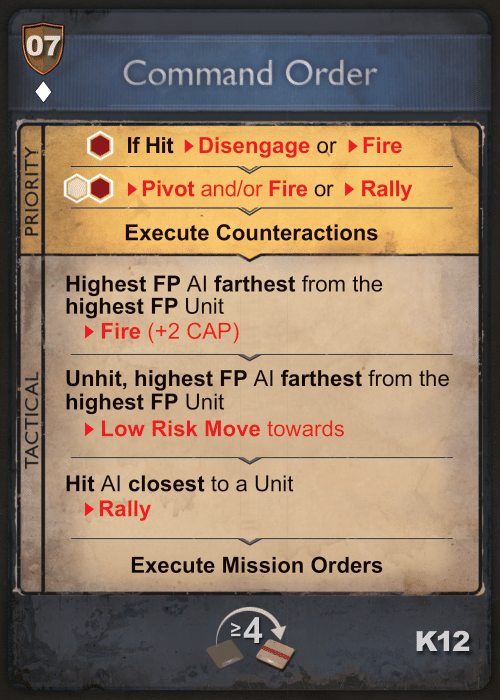 07
Command Order
PRIORITY
If Hit ▸Disengage or ▸Fire
▸Pivot and/or Fire or ▸Rally
Execute Counteractions
TACTICAL
Highest FP AI farthest from the
highest FP Unit
▸Fire (+2 CAP)
Unhit, highest FP AI farthest from the
highest FP Unit
▸Low Risk Move towards
Hit AI closest to a Unit
▸Rally
Execute Mission Orders
≥4
K12